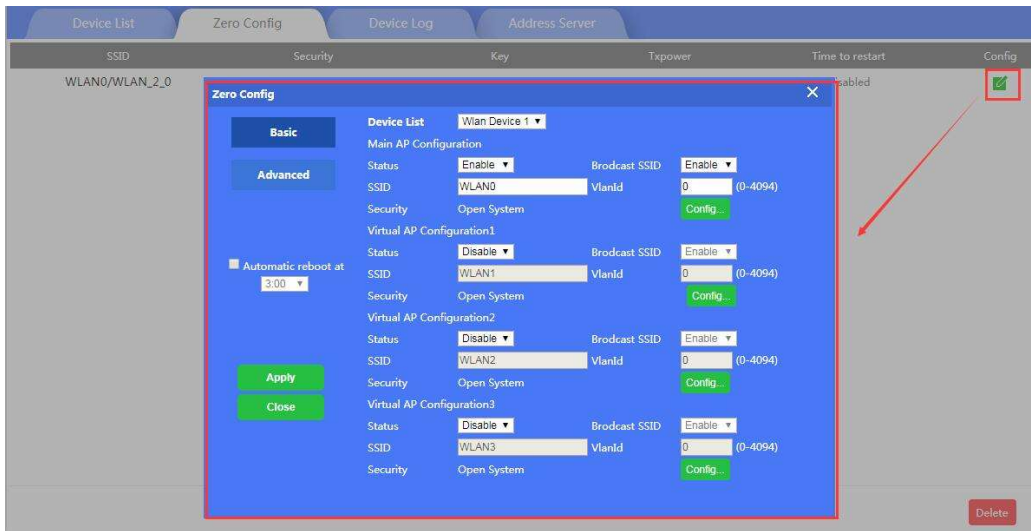 Device List Zero Config Device Log Address Server
SSID Security Key Txpower Time to restart Config
WLAN0/WLAN_2_0 sabled
Zero Config ×
Basic
Advanced
Automatic reboot at
3:00
Apply
Close
Device List Wlan Device 1
Main AP Configuration
Status Enable Brodcast SSID Enable
SSID WLAN0 VlanId 0 (0-4094)
Security Open System Config...
Virtual AP Configuration1
Status Disable Brodcast SSID Enable
SSID WLAN1 VlanId 0 (0-4094)
Security Open System Config...
Virtual AP Configuration2
Status Disable Brodcast SSID Enable
SSID WLAN2 VlanId 0 (0-4094)
Security Open System Config...
Virtual AP Configuration3
Status Disable Brodcast SSID Enable
SSID WLAN3 VlanId 0 (0-4094)
Security Open System Config...
Delete